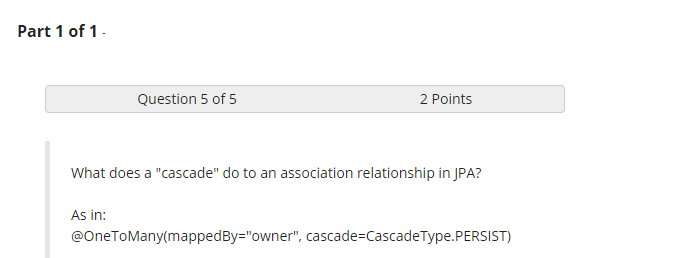 Part 1 of 1 -
Question 5 of 5 2 Points
What does a "cascade" do to an association relationship in JPA?
As in:
@OneToMany(mappedBy="owner", cascade=CascadeType.PERSIST)